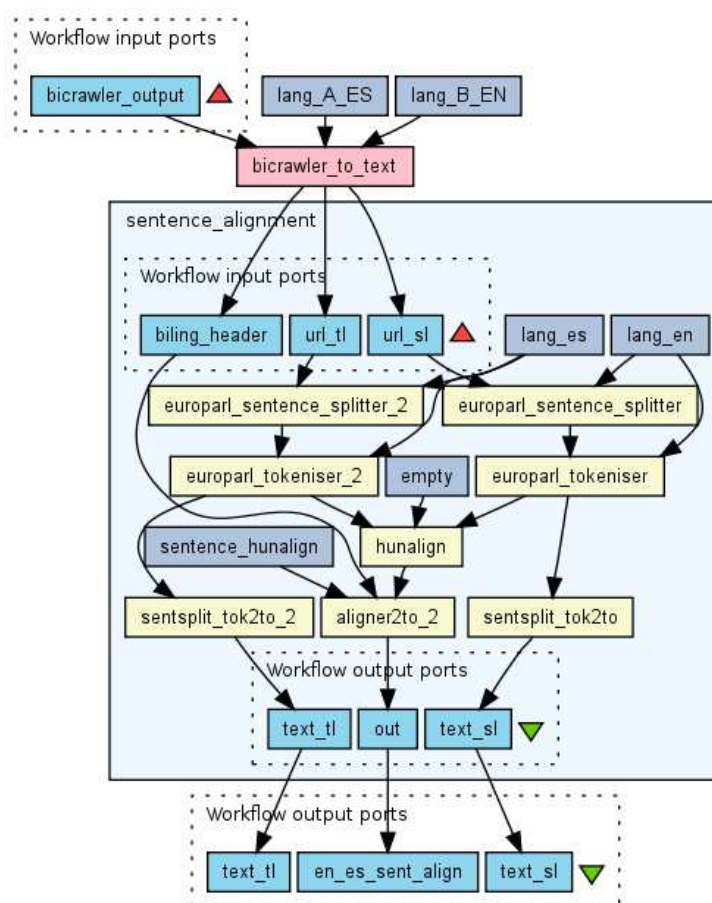 Workflow input ports
bicrawler_output
lang_A_ES
lang_B_EN
bicrawler_to_text
sentence_alignment
Workflow input ports
biling_header
url_tl
url_sl
lang_es
lang_en
europarl_sentence_splitter_2
europarl_sentence_splitter
europarl_tokeniser_2
empty
europarl_tokeniser
sentence_hunalign
hunalign
sentsplit_tok2to_2
aligner2to_2
sentsplit_tok2to
Workflow output ports
text_tl
out
text_sl
Workflow output ports
text_tl
en_es_sent_align
text_sl